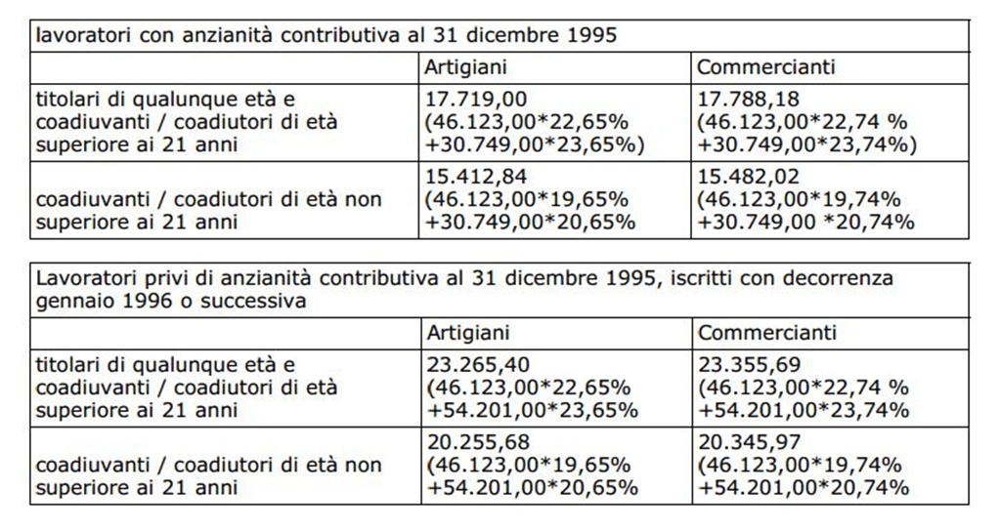 lavoratori con anzianità contributiva al 31 dicembre 1995
Artigiani Commercianti
titolari di qualunque età e
coadiuvanti / coadiutori di età
superiore ai 21 anni
17.719,00
(46.123,00*22,65%
+30.749,00*23,65%)
17.788,18
(46.123,00*22,74 %
+30.749,00*23,74%)
coadiuvanti / coadiutori di età non
superiore ai 21 anni
15.412,84
(46.123,00*19,65%
+30.749,00*20,65%
15.482,02
(46.123,00*19,74%
+30.749,00 *20,74%
Lavoratori privi di anzianità contributiva al 31 dicembre 1995, iscritti con decorrenza
gennaio 1996 o successiva
Artigiani Commercianti
titolari di qualunque età e
coadiuvanti / coadiutori di età
superiore ai 21 anni
23.265,40
(46.123,00*22,65%
+54.201,00*23,65%
23.355,69
(46.123,00*22,74 %
+54.201,00*23,74%
coadiuvanti / coadiutori di età non
superiore ai 21 anni
20.255,68
(46.123,00*19,65%
+54.201,00*20,65%
20.345,97
(46.123,00*19,74%
+54.201,00*20,74%